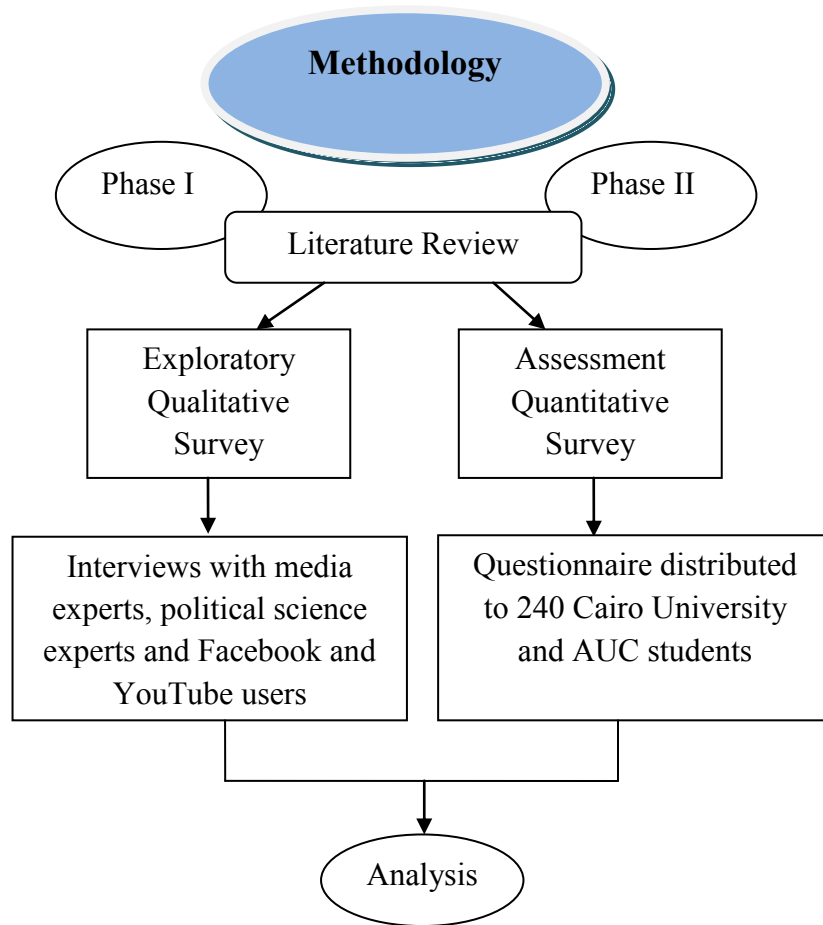 Methodology
Phase I
Phase II
Literature Review
Exploratory
Qualitative
Survey
Assessment
Quantitative
Survey
Interviews with media
experts, political science
experts and Facebook and
YouTube users
Questionnaire distributed
to 240 Cairo University
and AUC students
Analysis